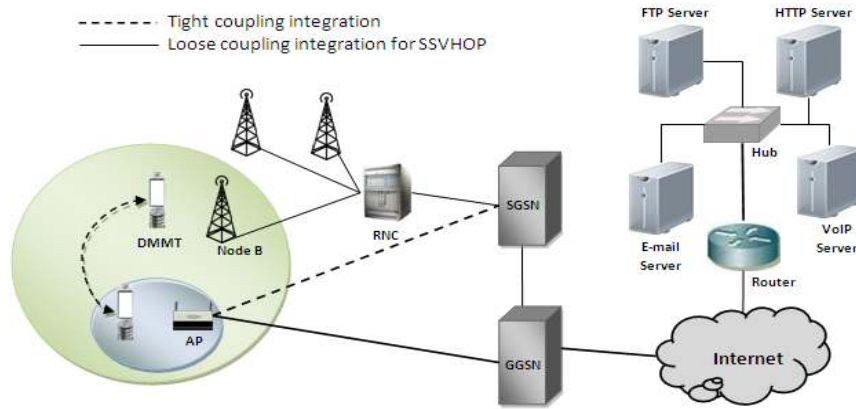 Tight coupling integration
Loose coupling integration for SSVHOP
FTP Server
HTTP Server
Hub
DMMT
Node B
RNC
SGSN
E-mail
Server
VoIP
Server
Router
AP
GGSN
Internet